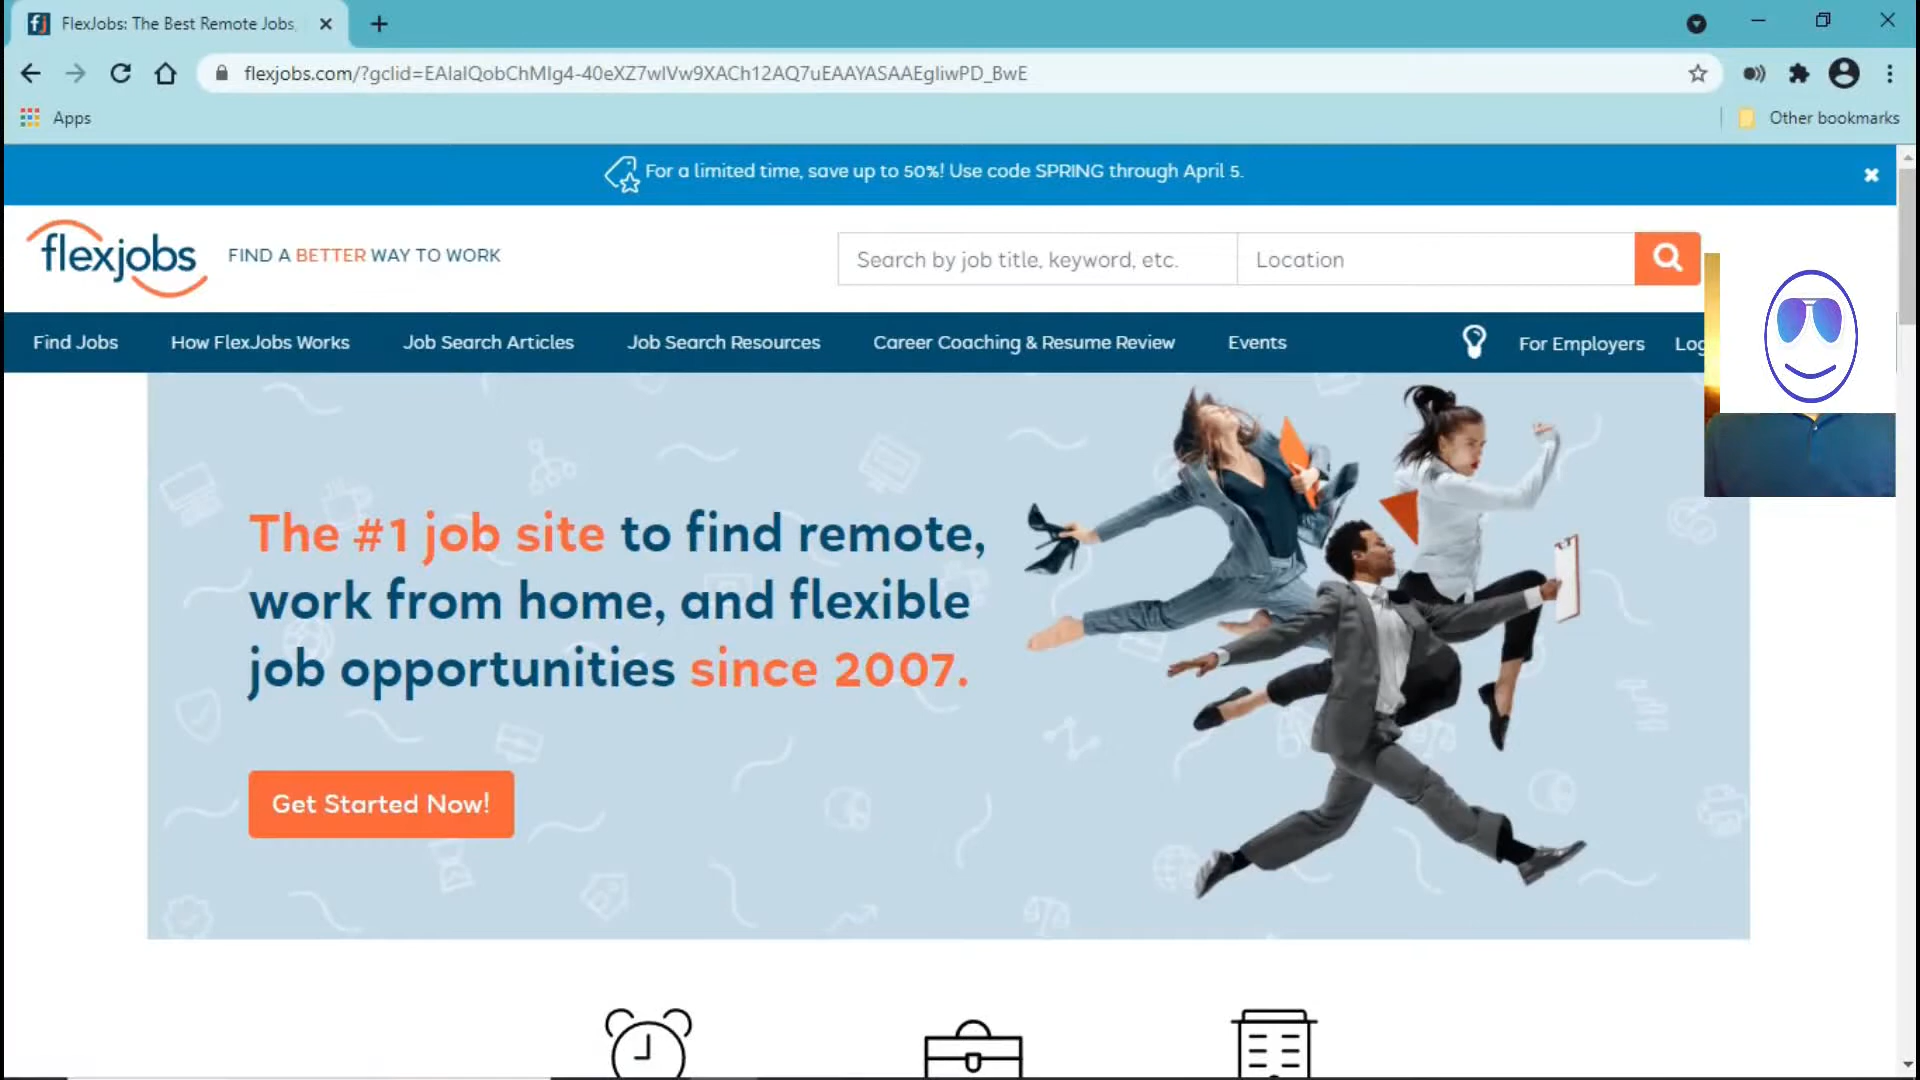 FlexJobs: The Best Remote Jobs,
flexjobs.com/?gclid=EAIaIQobChMIg4-40eXZ7wIVw9XACh12AQ7uEAAYASAAEgIiwPD_BwE
Apps
Other bookmarks
For a limited time, save up to 50%! Use code SPRING through April 5.
flexjobs
FIND A BETTER WAY TO WORK
Search by job title, keyword, etc.
Location
Find Jobs
How FlexJobs Works
Job Search Articles
Job Search Resources
Career Coaching & Resume Review
Events
For Employers
Log
The #1 job site to find remote,
work from home, and flexible
job opportunities since 2007.
Get Started Now!